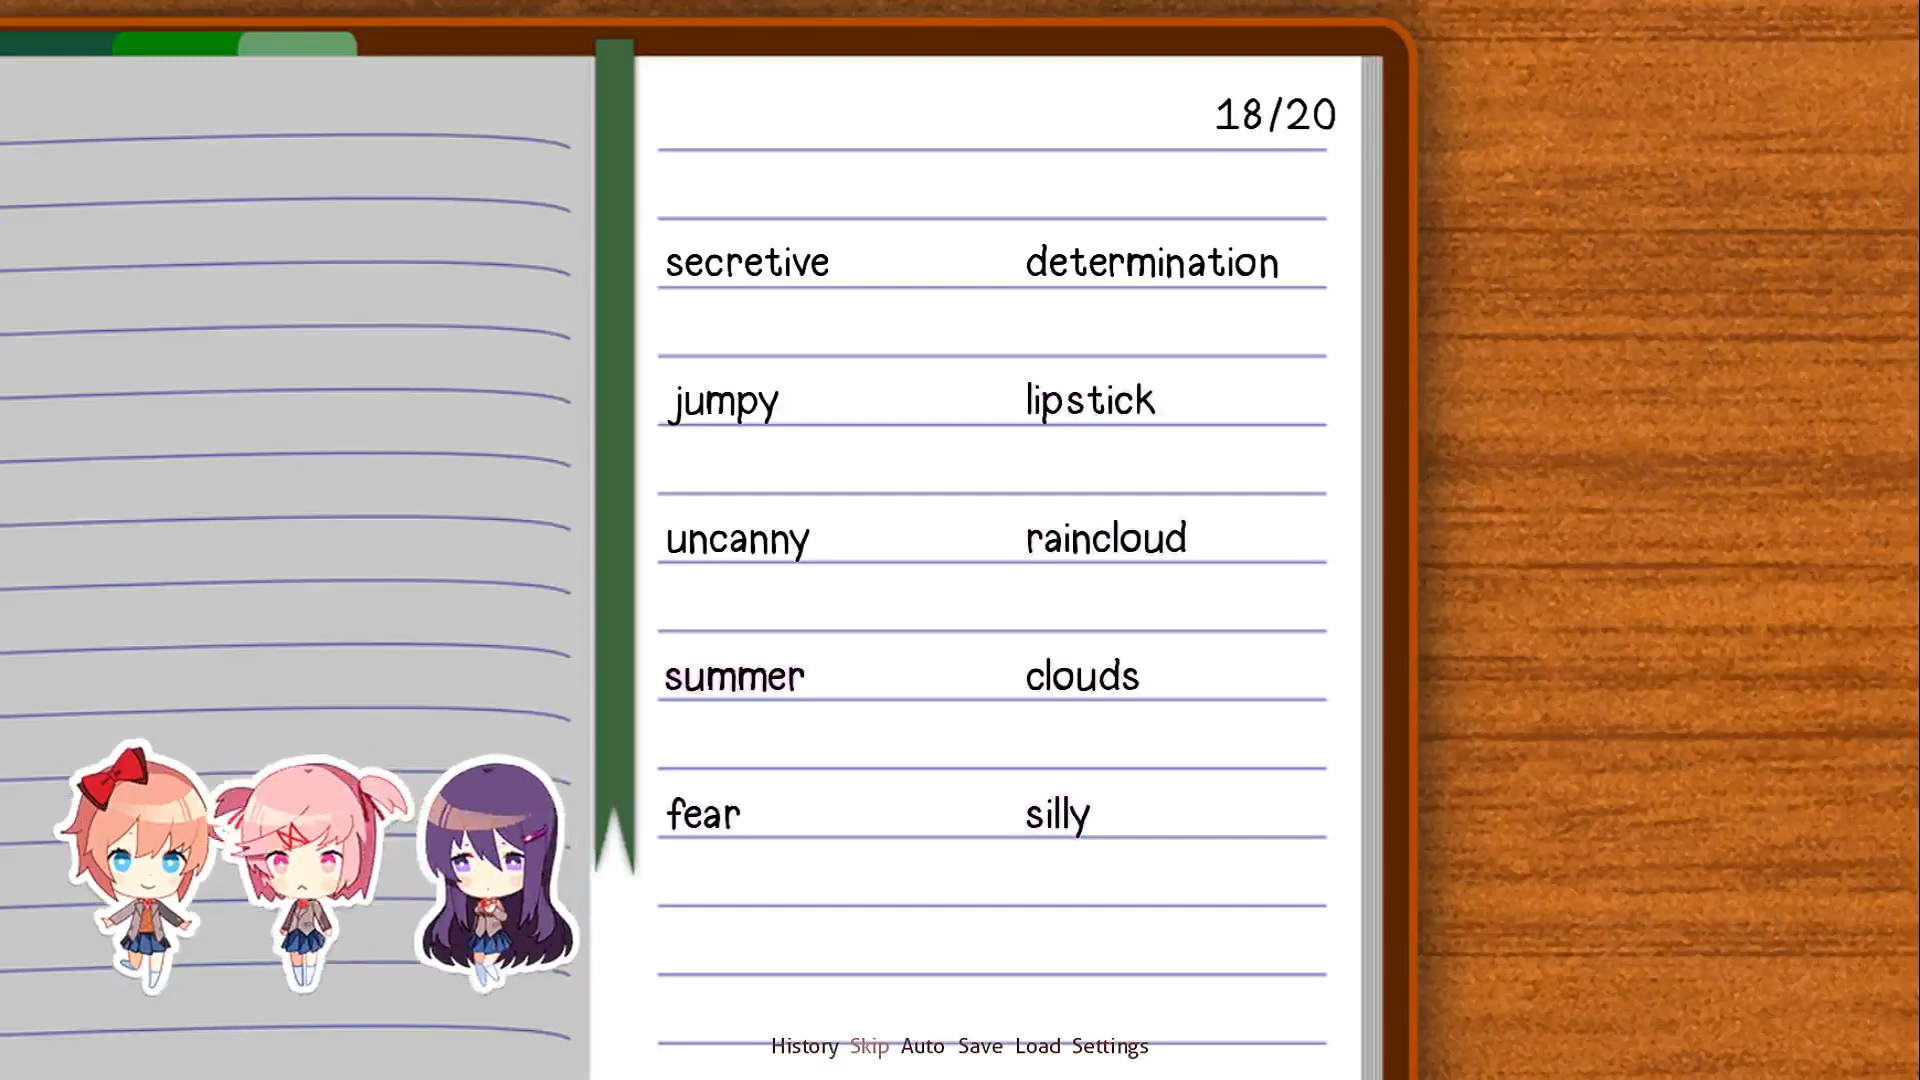 18/20
secretive determination
jumpy lipstick
uncanny raincloud
summer clouds
fear silly
History Skip Auto Save Load Settings